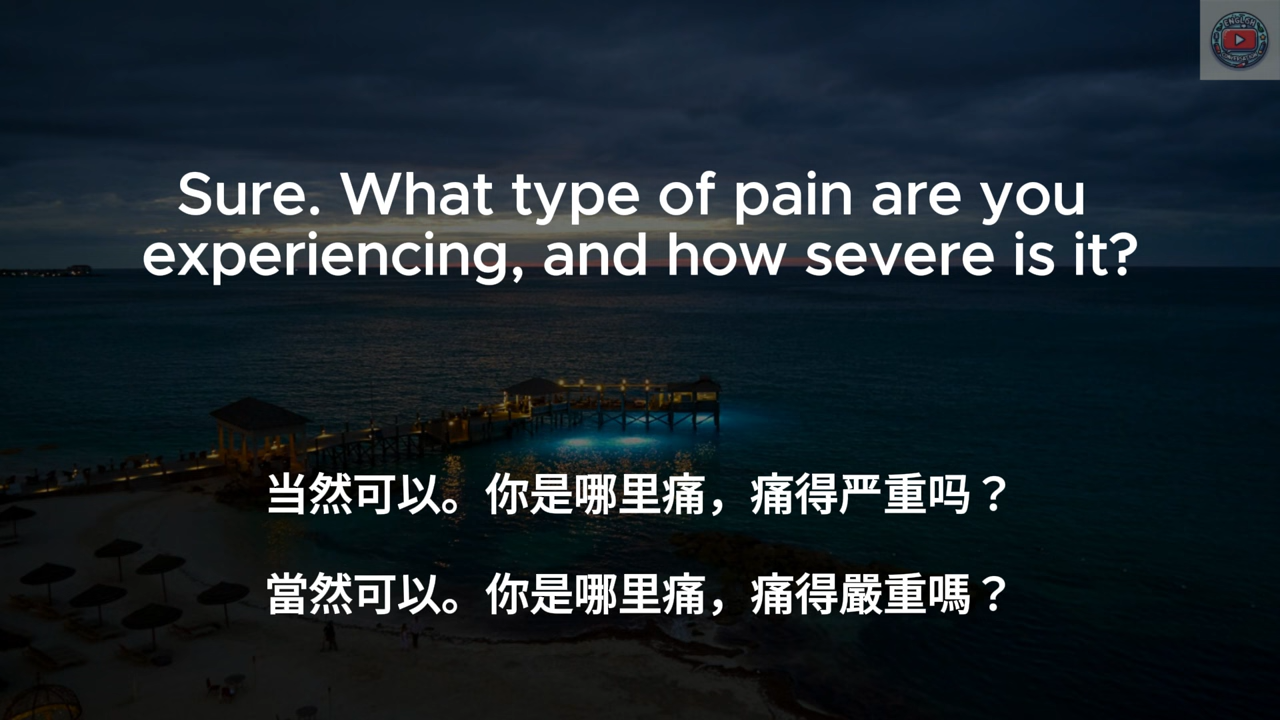 ENGLISH
CONVERSATION
Sure. What type of pain are you
experiencing, and how severe is it?
当然可以。你是哪里痛，痛得严重吗？
當然可以。你是哪里痛，痛得嚴重嗎？